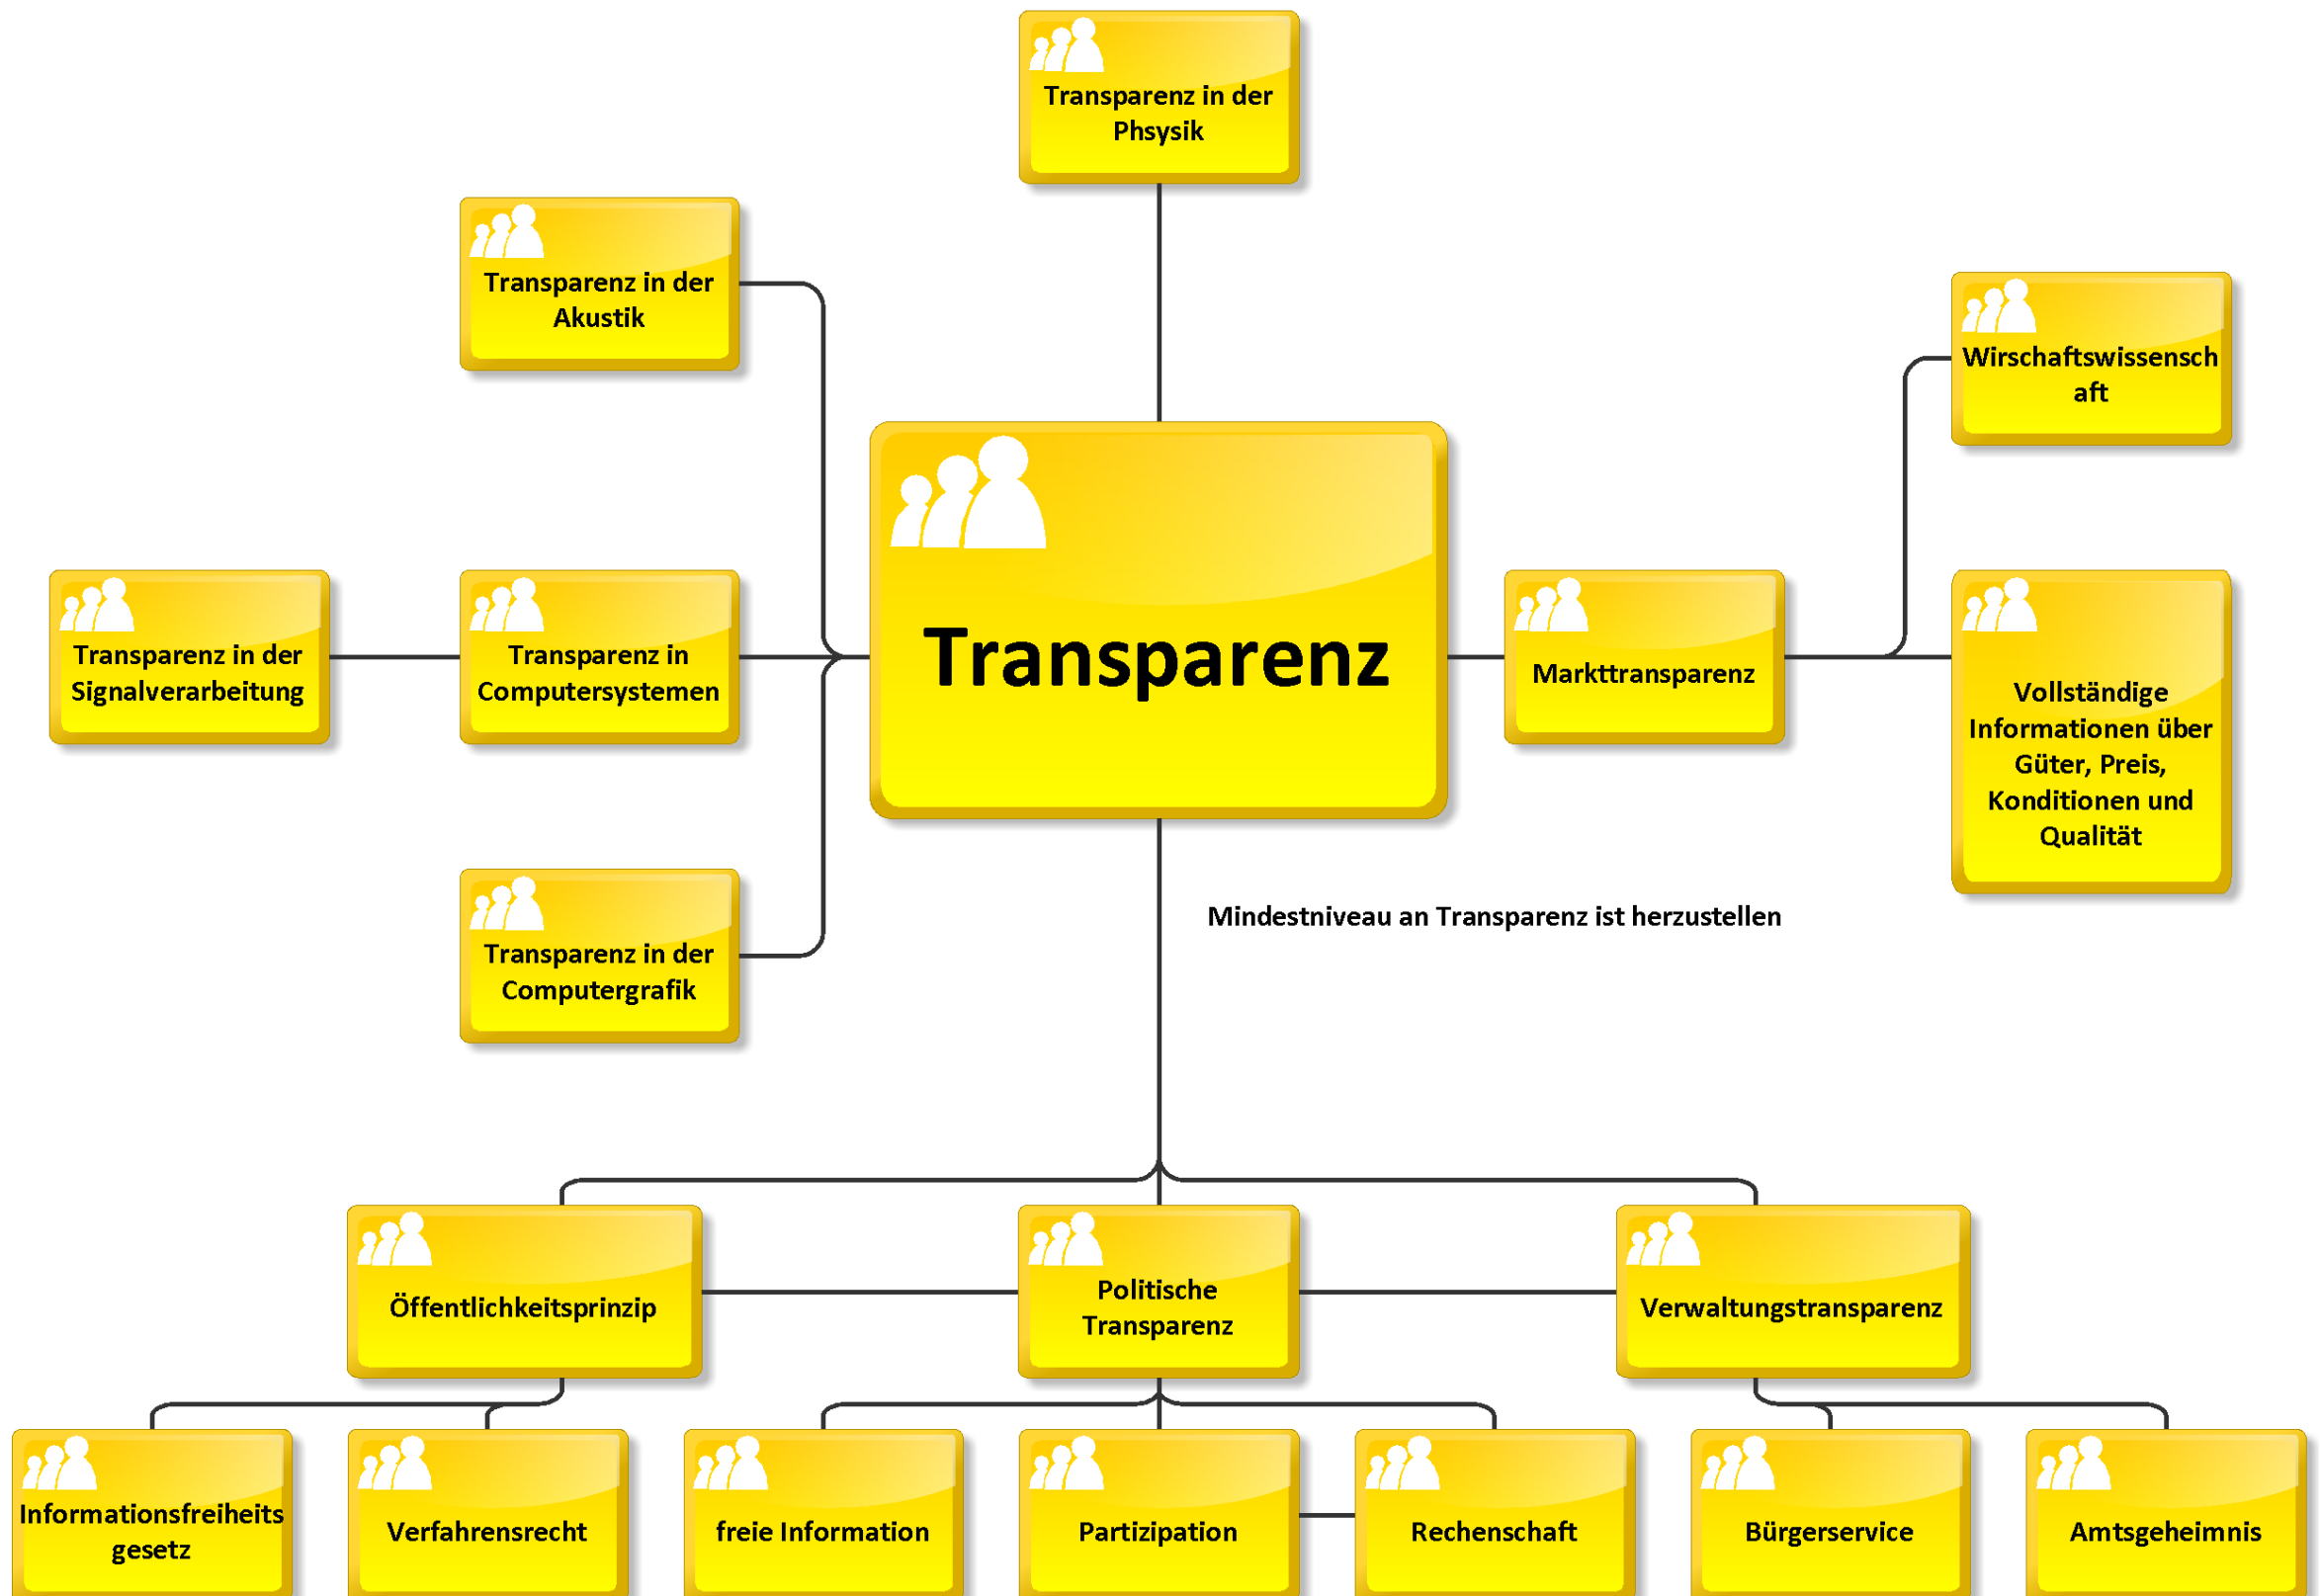 Transparenz in der
Phsysik
Transparenz in der
Akustik
Wirschaftswissensch
aft
Transparenz in der
Signalverarbeitung
Transparenz in
Computersystemen
Transparenz
Markttransparenz
Vollständige
Informationen über
Güter, Preis,
Konditionen und
Qualität
Mindestniveau an Transparenz ist herzustellen
Transparenz in der
Computergrafik
Öffentlichkeitsprinzip
Politische
Transparenz
Verwaltungstransparenz
Informationsfreiheits
gesetz
Verfahrensrecht
freie Information
Partizipation
Rechenschaft
Bürgerservice
Amtsgeheimnis